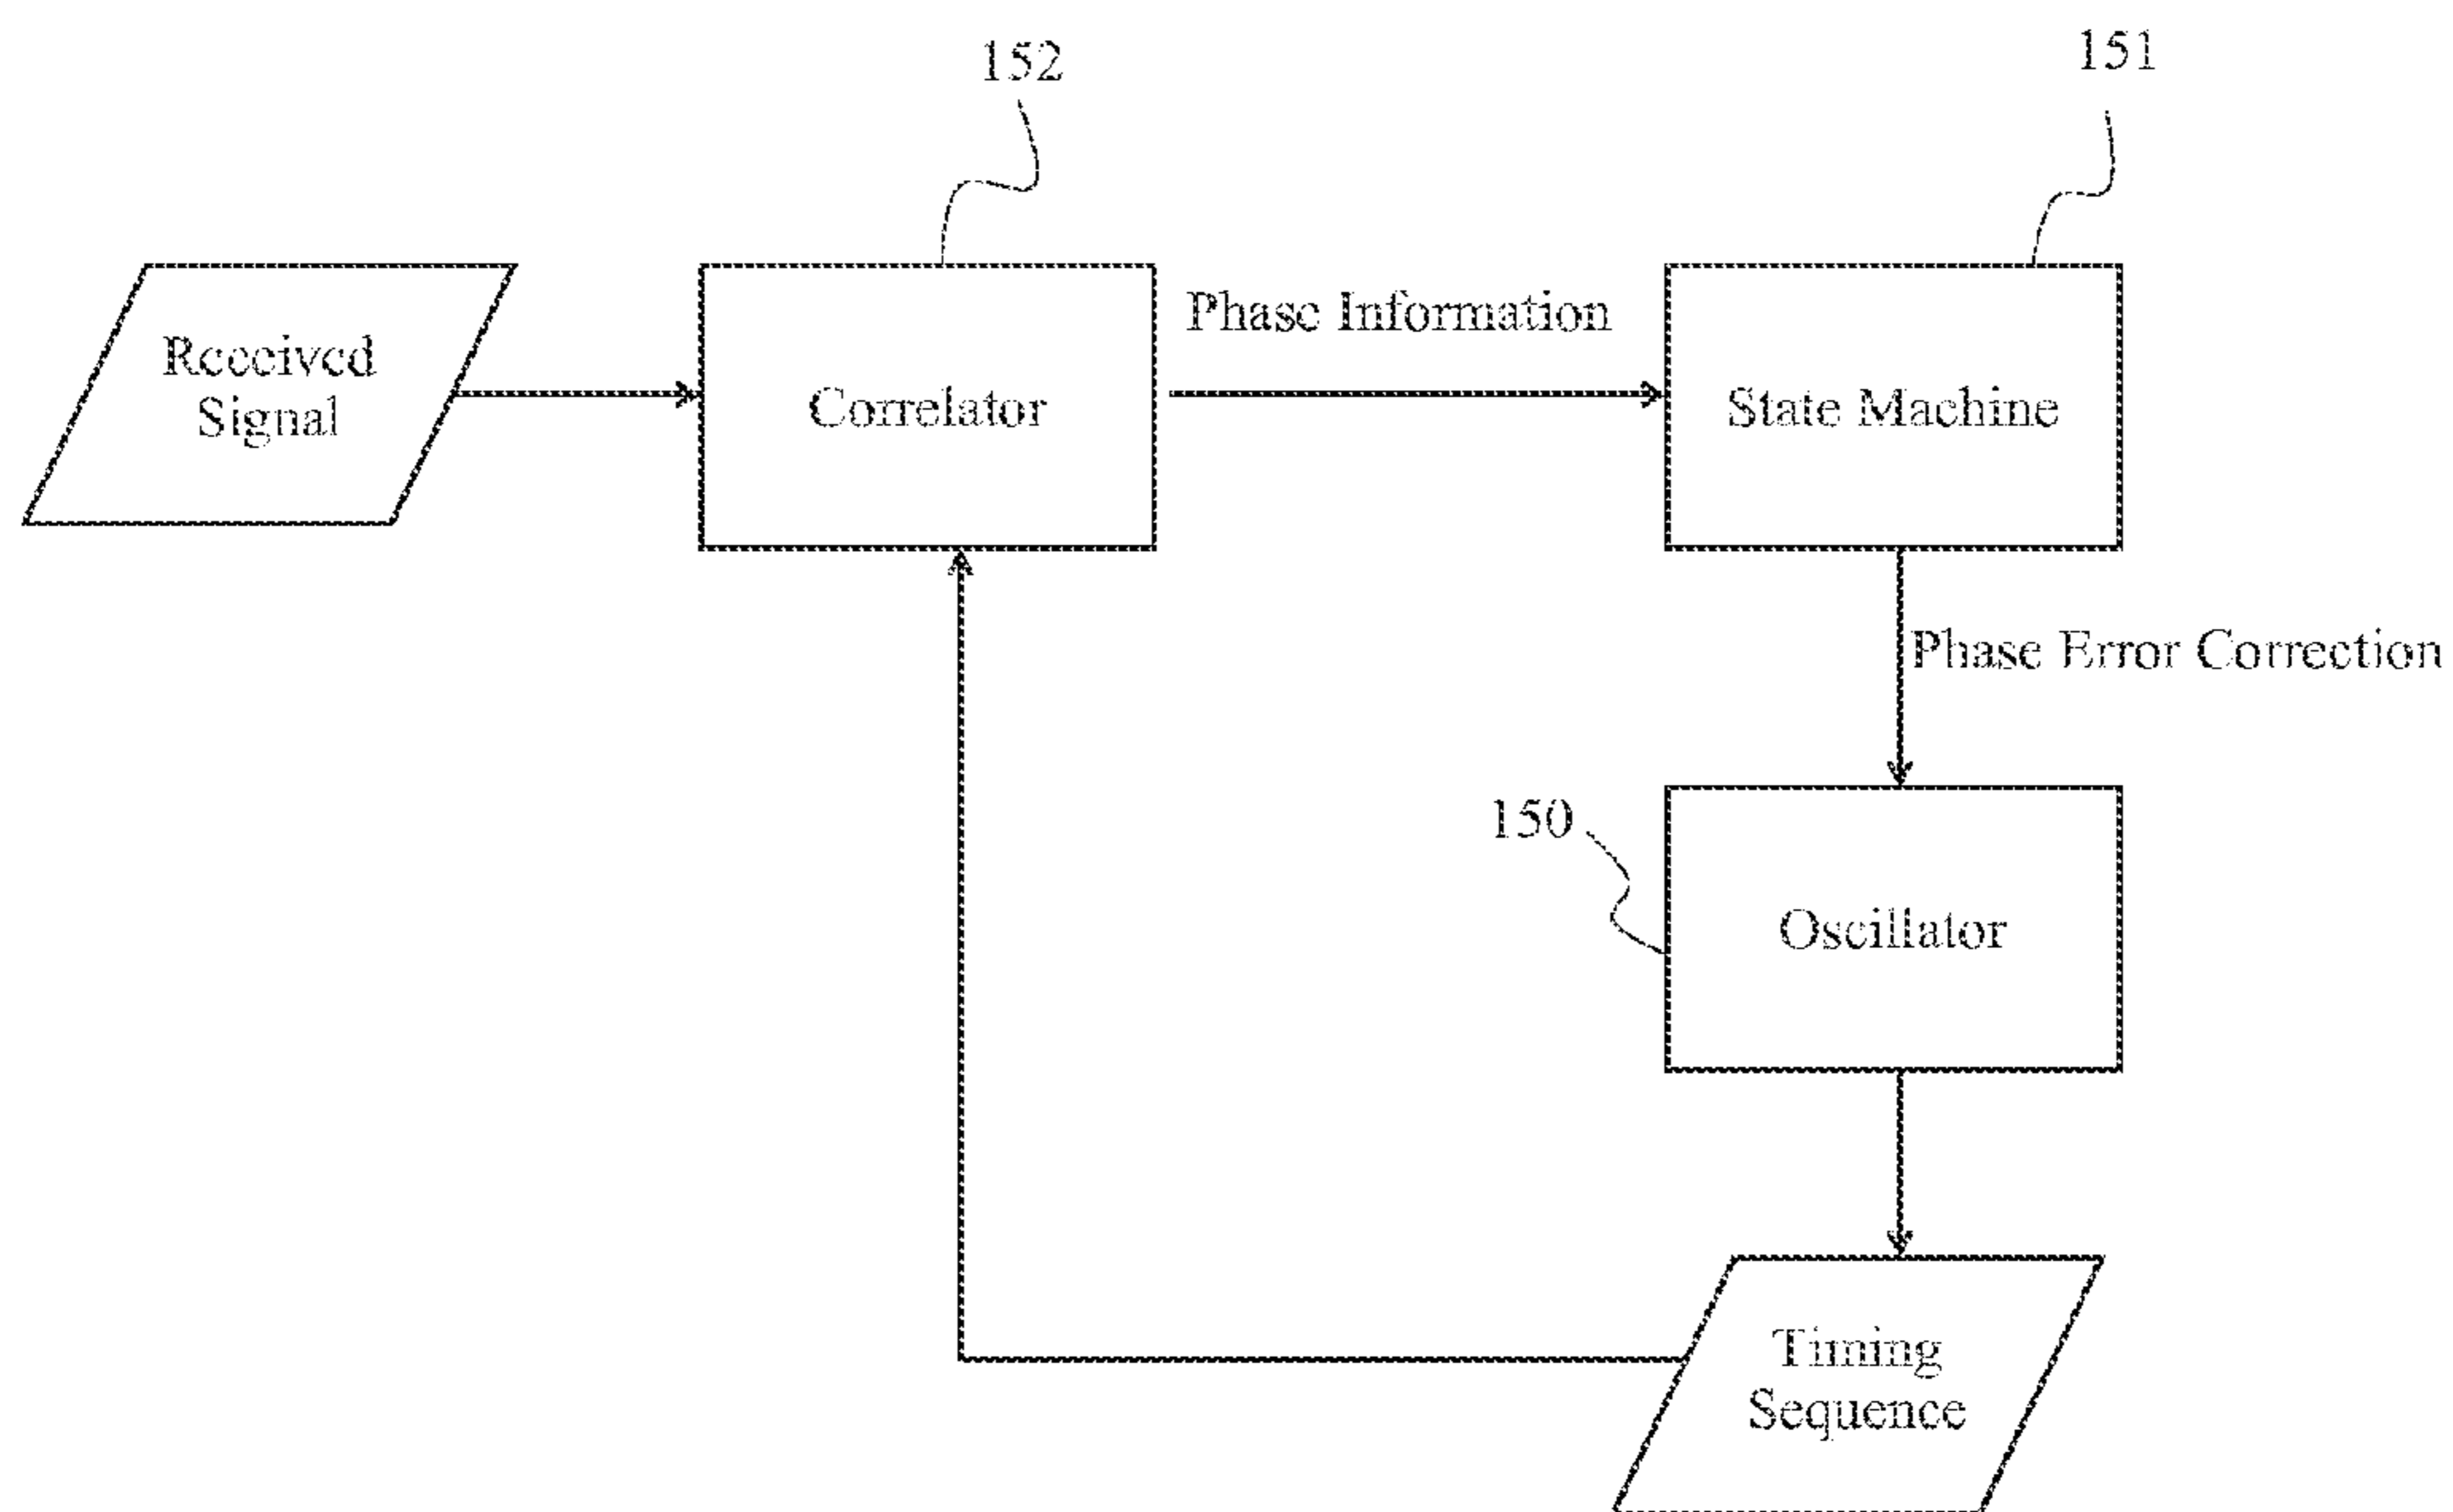 152
151
Received
Signal
Correlator
Phase Information
State Machine
Phase Error Correction
150
Oscillator
Timing
Sequence